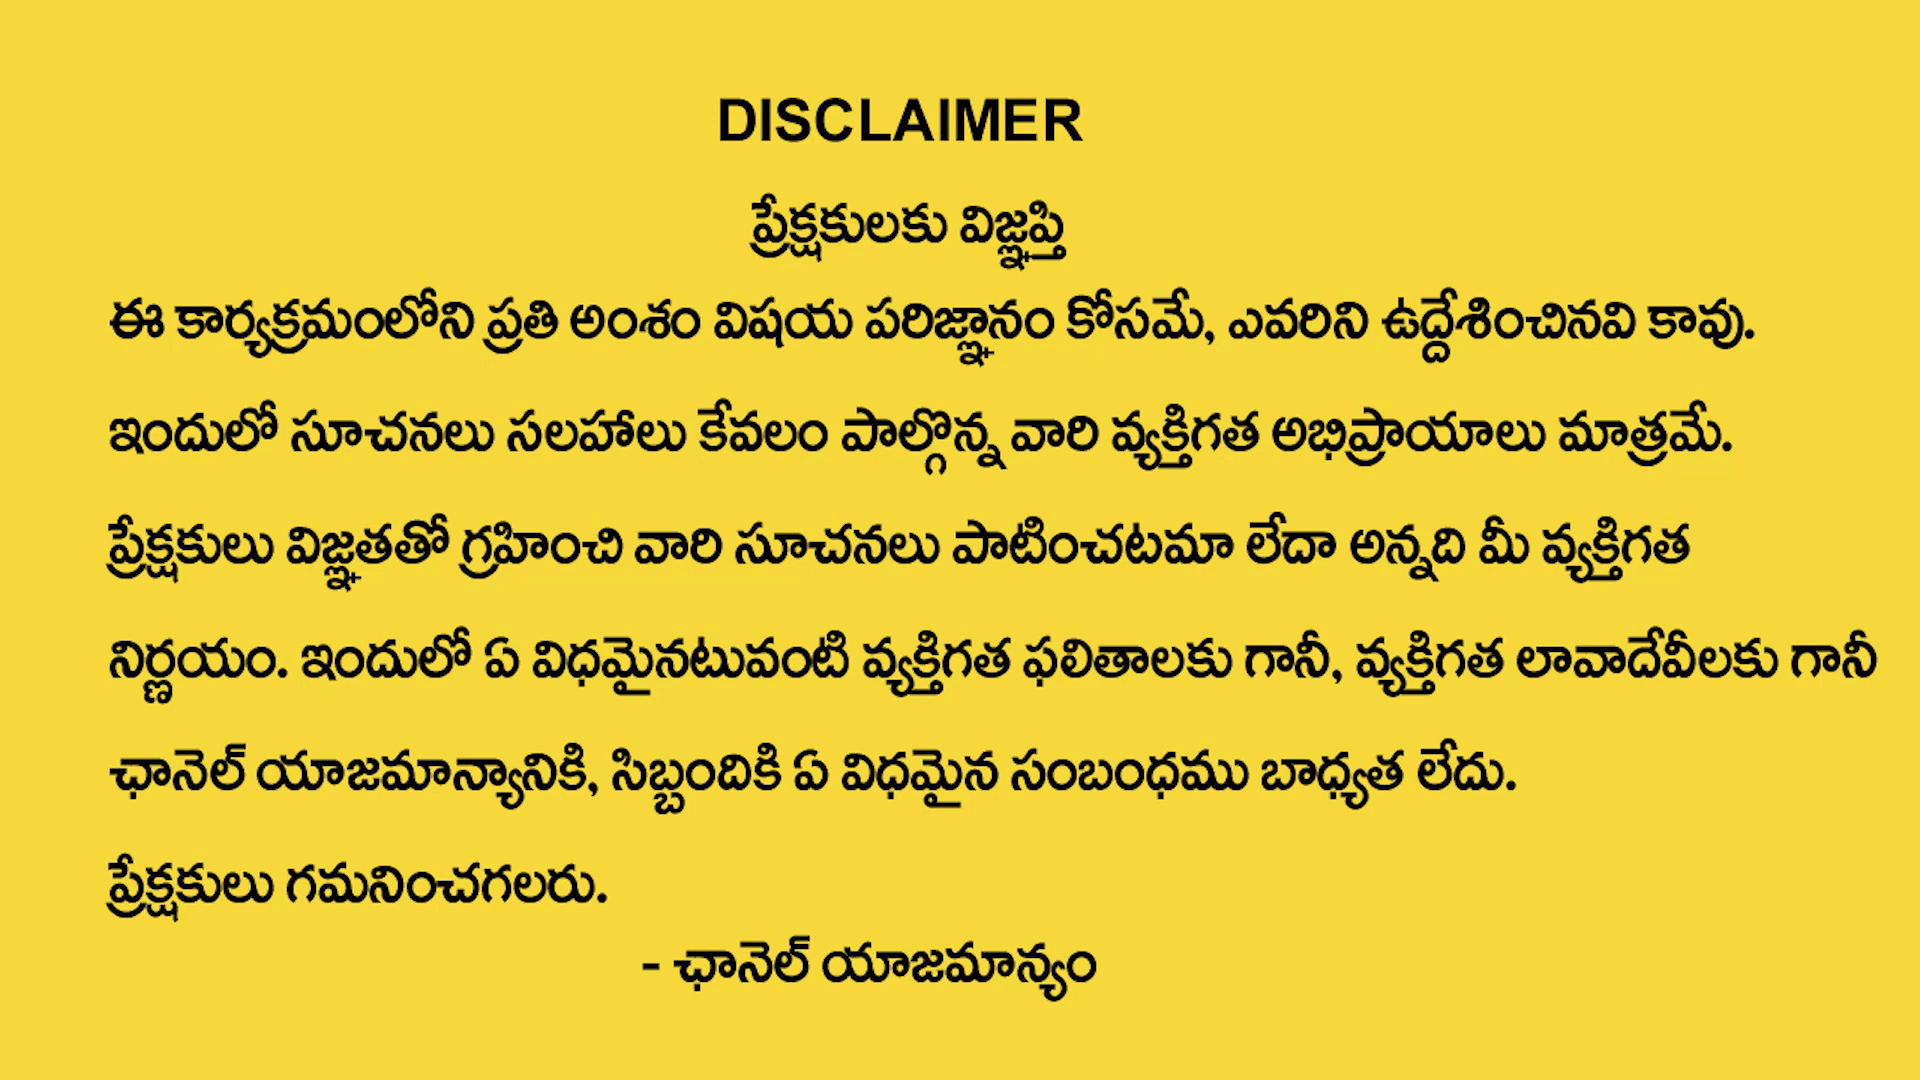 DISCLAIMER
ప్రేక్షకులకు విజ్ఞప్తి
ఈ కార్యక్రమంలోని ప్రతి అంశం విషయ పరిజ్ఞానం కోసమే, ఎవరిని ఉద్దేశించినవి కావు.
ఇందులో సూచనలు సలహాలు కేవలం పాల్గొన్న వారి వ్యక్తిగత అభిప్రాయాలు మాత్రమే.
ప్రేక్షకులు విజ్ఞతతో గ్రహించి వారి సూచనలు పాటించటమా లేదా అన్నది మీ వ్యక్తిగత
నిర్ణయం. ఇందులో ఏ విధమైనటువంటి వ్యక్తిగత ఫలితాలకు గానీ, వ్యక్తిగత లావాదేవీలకు గానీ
ఛానెల్ యాజమాన్యానికి, సిబ్బందికి ఏ విధమైన సంబంధము బాధ్యత లేదు.
ప్రేక్షకులు గమనించగలరు.
- ఛానెల్ యాజమాన్యం